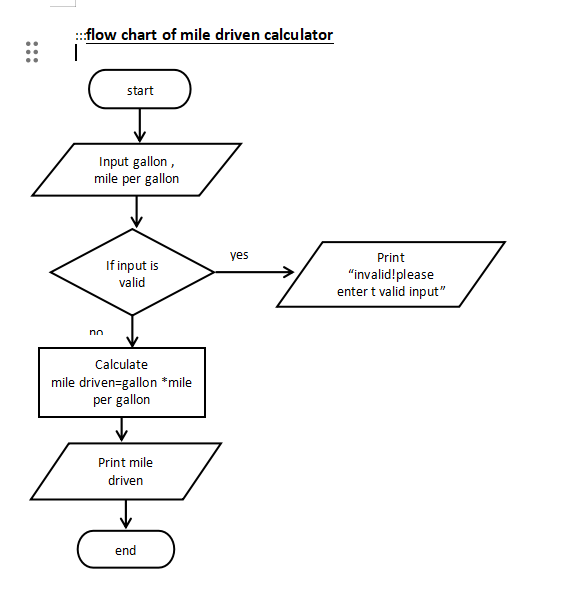 :::flow chart of mile driven calculator
start
Input gallon ,
mile per gallon
If input is
valid
yes
Print
“invalid!please
enter t valid input”
no
Calculate
mile driven=gallon *mile
per gallon
Print mile
driven
end